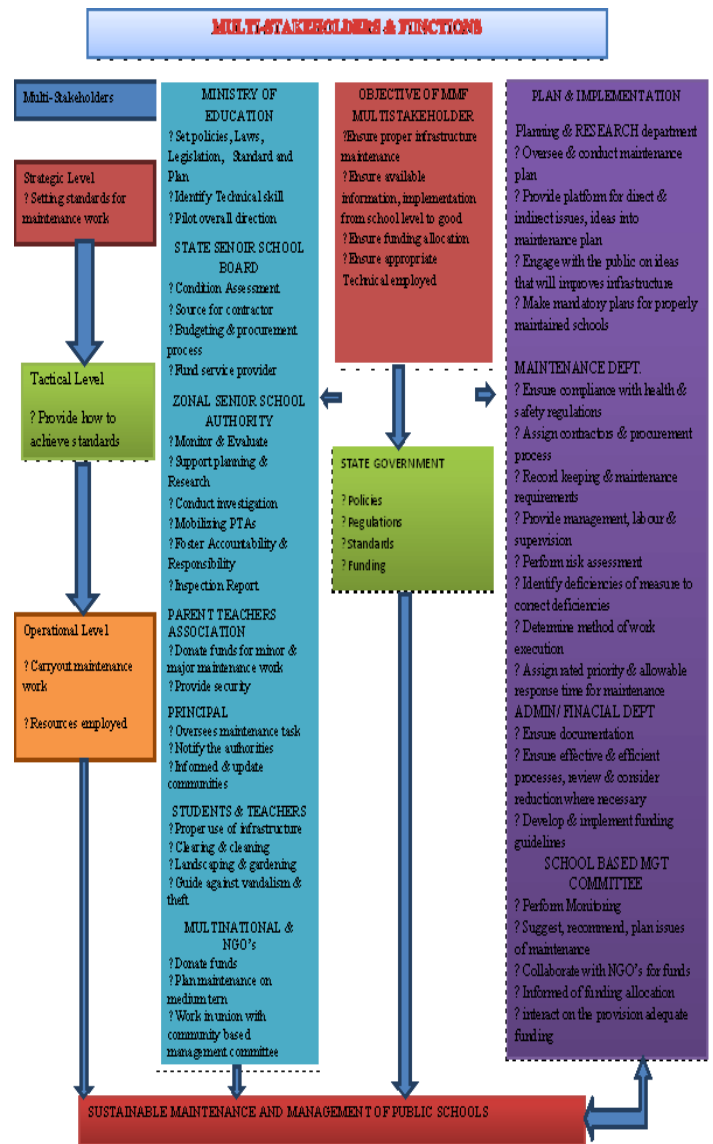 MULTI-STAKEHOLDERS & FUNCTIONS
Multi-Stakeholders
Strategic Level
? Setting standards for
maintenance work
Tactical Level
? Provide how to
achieve standards
Operational Level
? Carryout maintenance
work
? Resources employed
MINISTRY OF
EDUCATION
? Set policies, Laws,
Legislation, Standard and
Plan
? Identify Technical skill
? Pilot overall direction
STATE SENOIR SCHOOL
BOARD
? Condition Assessment
? Source for contractor
? Budgeting & procurement
process
? Fund service provider
ZONAL SENIOR SCHOOL
AUTHORITY
? Monitor & Evaluate
? Support planning &
Research
? Conduct investigation
? Mobilizing PTAs
? Foster Accountability &
Responsibility
? Inspection Report
PARENT TEACHERS
ASSOCIATION
? Donate funds for minor &
major maintenance work
? Provide security
PRINCIPAL
? Oversees maintenance task
? Notify the authorities
? Informed & update
communities
STUDENTS & TEACHERS
? Proper use of infrastructure
? Clearing & cleaning
? Landscaping & gardening
? Guide against vandalism &
theft
MULTINATIONAL &
NGO's
? Donate funds
? Plan maintenance on
medium tern
? Work in union with
community based
management committee
OBJECTIVE OF MMF
MULTISTAKEHOLDER
?Ensure proper infrastructure
maintenance
? Ensure available
information, implementation
from school level to good
? Ensure funding allocation
? Ensure appropriate
Technical employed
STATE GOVERNMENT
? Policies
? Regulations
? Standards
? Funding
PLAN & IMPLEMENTATION
Planning & RESEARCH department
? Oversee & conduct maintenance
plan
? Provide platform for direct &
indirect issues, ideas into
maintenance plan
? Engage with the public on ideas
that will improves infrastructure
? Make mandatory plans for properly
maintained schools
MAINTENANCE DEPT.
? Ensure compliance with health &
safety regulations
? Assign contractors & procurement
process
? Record keeping & maintenance
requirements
? Provide management, labour &
supervision
? Perform risk assessment
? Identify deficiencies of measure to
correct deficiencies
? Determine method of work
execution
? Assign rated priority & allowable
response time for maintenance
ADMIN/ FINACIAL DEPT
? Ensure documentation
? Ensure effective & efficient
processes, review & consider
reduction where necessary
? Develop & implement funding
guidelines
SCHOOL BASED MGT
COMMITTEE
? Perform Monitoring
? Suggest, recommend, plan issues
of maintenance
? Collaborate with NGO's for funds
? Informed of funding allocation
? interact on the provision adequate
funding
SUSTAINABLE MAINTENANCE AND MANAGEMENT OF PUBLIC SCHOOLS